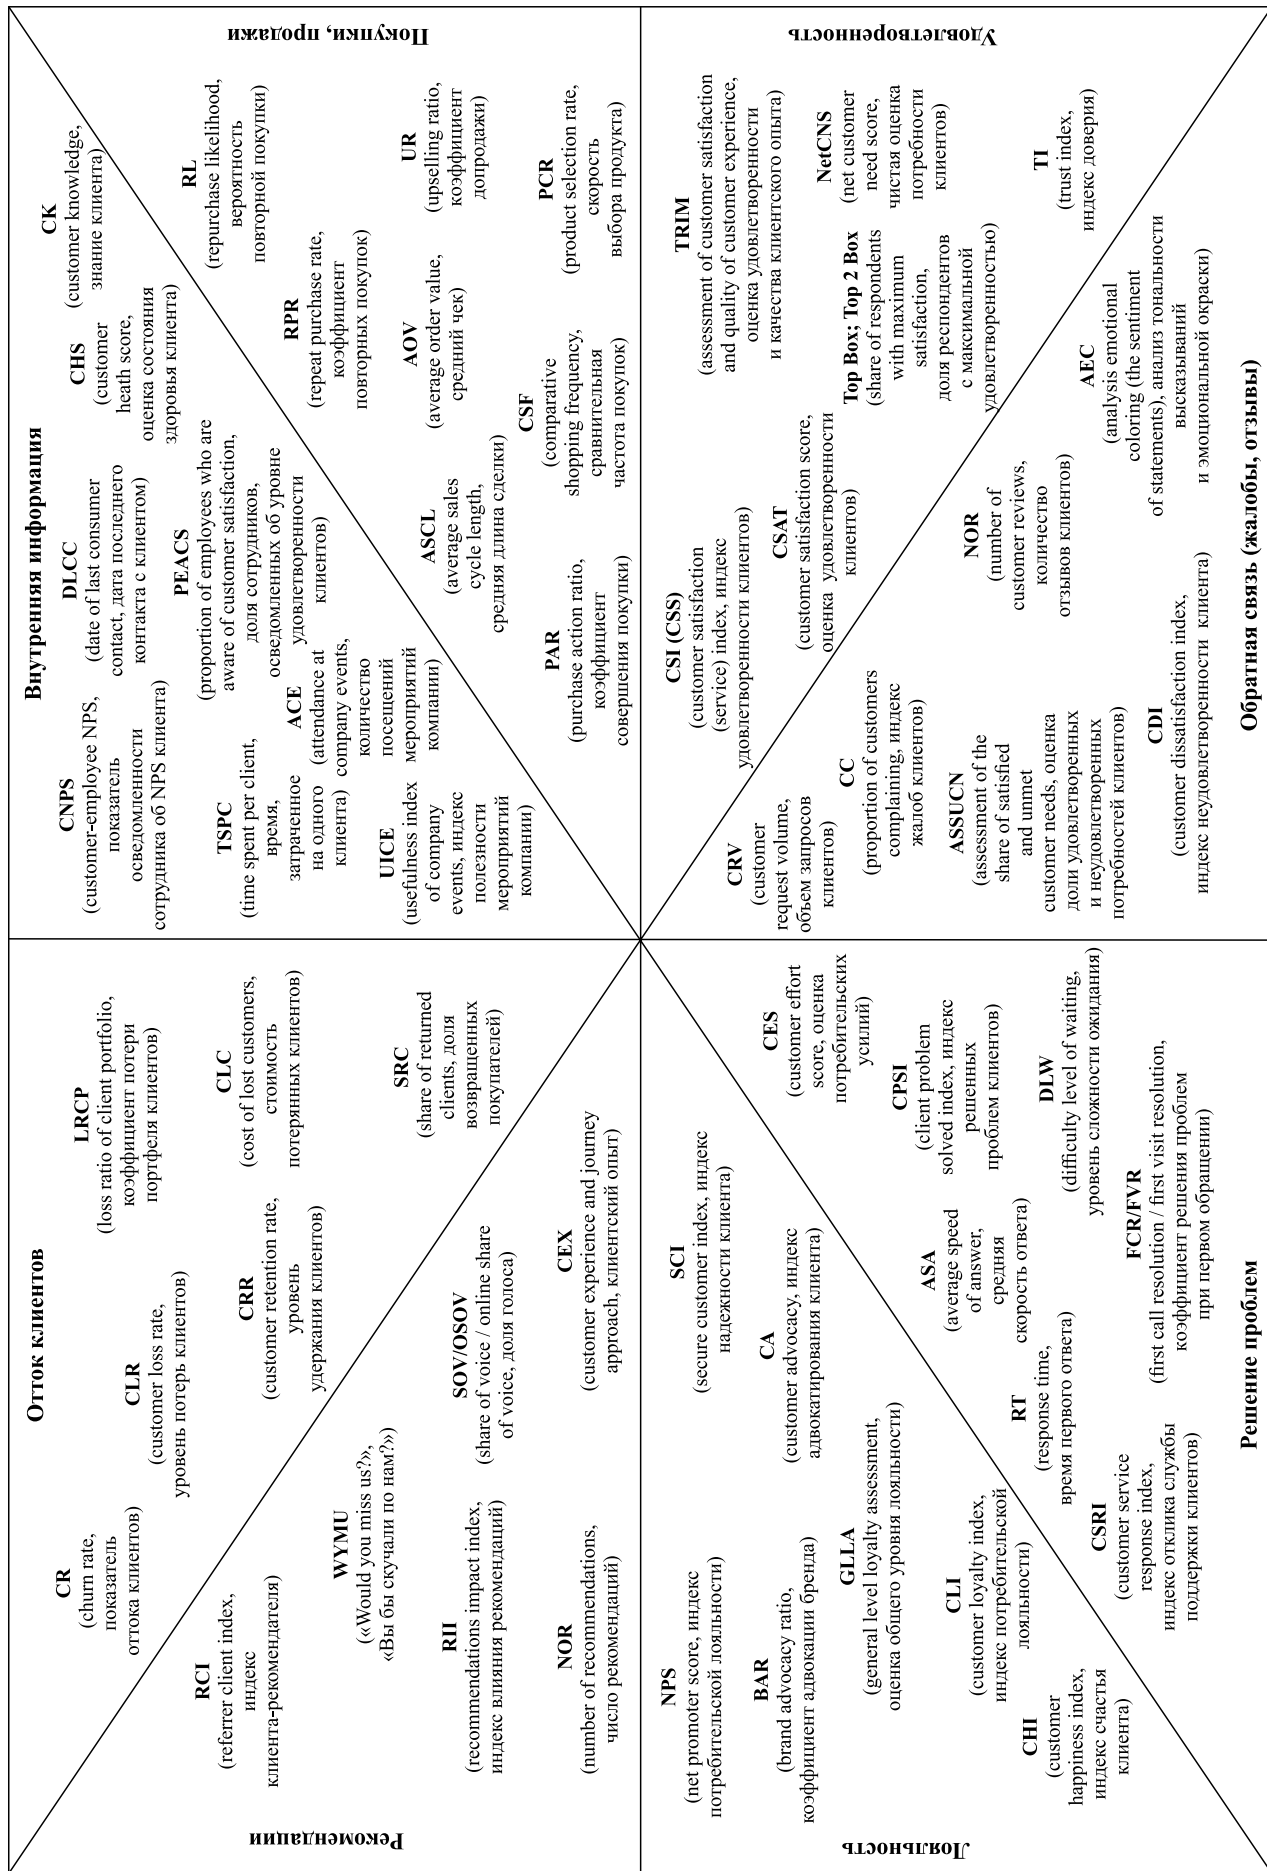 Отток клиентов
CR
(churn rate,
показатель
оттока клиентов)
CLR
(customer loss rate,
уровень потерь клиентов)
LRCP
(loss ratio of client portfolio,
коэффициент потери
портфеля клиентов)
CRR
(customer retention rate,
уровень
удержания клиентов)
CLC
(cost of lost customers,
стоимость
потерянных клиентов)
SRC
(share of returned
clients, доля
возвращенных
покупателей)
Рекомендации
RCI
(referrer client index,
индекс
клиента-рекомендателя)
WYMU
(«Would you miss us?»,
«Вы бы скучали по нам?»)
RII
(recommendations impact index,
индекс влияния рекомендаций)
SOV/OSOV
(share of voice / online share
of voice, доля голоса)
NOR
(number of recommendations,
число рекомендаций)
CEX
(customer experience and journey
approach, клиентский опыт)
Внутренняя информация
CNPS
(customer-employee NPS,
показатель
осведомленности
сотрудника об NPS клиента)
DLCC
(date of last consumer
contact, дата последнего
контакта с клиентом)
CHS
(customer
heath score,
оценка состояния
здоровья клиента)
CK
(customer knowledge,
знание клиента)
TSPC
(time spent per client,
время,
затраченное
на одного
клиента)
ACE
(attendance at
company events,
количество
посещений
мероприятий
компании)
PEACS
(proportion of employees who are
aware of customer satisfaction,
доля сотрудников,
осведомленных об уровне
удовлетворенности
клиентов)
UICE
(usefulness index
of company
events, индекс
полезности
мероприятий
компании)
Покупки, продажи
RL
(repurchase likelihood,
вероятность
повторной покупки)
RPR
(repeat purchase rate,
коэффициент
повторных покупок)
ASCL
(average sales
cycle length,
средняя длина сделки)
AOV
(average order value,
средний чек)
UR
(upselling ratio,
коэффициент
допродажи)
PAR
(purchase action ratio,
коэффициент
совершения покупки)
CSF
(comparative
shopping frequency,
сравнительная
частота покупок)
PCR
(product selection rate,
скорость
выбора продукта)
Лояльность
NPS
(net promoter score, индекс
потребительской лояльности)
SCI
(secure customer index, индекс
надежности клиента)
BAR
(brand advocacy ratio,
коэффициент адвокации бренда)
CA
(customer advocacy, индекс
адвокатирования клиента)
GLLA
(general level loyalty assessment,
оценка общего уровня лояльности)
CLI
(customer loyalty index,
индекс потребительской
лояльности)
CHI
(customer
happiness index,
индекс счастья
клиента)
Решение проблем
CES
(customer effort
score, оценка
потребительских
усилий)
CPSI
(client problem
solved index, индекс
решенных
проблем клиентов)
ASA
(average speed
of answer,
средняя
скорость ответа)
RT
(response time,
время первого ответа)
DLW
(difficulty level of waiting,
уровень сложности ожидания)
CSRI
(customer service
response index,
индекс отклика службы
поддержки клиентов)
FCR/FVR
(first call resolution / first visit resolution,
коэффициент решения проблем
при первом обращении)
Удовлетворенность
CSI (CSS)
(customer satisfaction
(service) index, индекс
удовлетворенности клиентов)
TRIM
(assessment of customer satisfaction
and quality of customer experience,
оценка удовлетворенности
и качества клиентского опыта)
CSAT
(customer satisfaction score,
оценка удовлетворенности
клиентов)
Top Box; Top 2 Box
(share of respondents
with maximum
satisfaction,
доля респондентов
с максимальной
удовлетворенностью)
NetCNS
(net customer
need score,
чистая оценка
потребности
клиентов)
TI
(trust index,
индекс доверия)
Обратная связь (жалобы, отзывы)
CRV
(customer
request volume,
объем запросов
клиентов)
CC
(proportion of customers
complaining, индекс
жалоб клиентов)
ASSUCN
(assessment of the
share of satisfied
and unmet
customer needs, оценка
доли удовлетворенных
и неудовлетворенных
потребностей клиентов)
NOR
(number of
customer reviews,
количество
отзывов клиентов)
AEC
(analysis emotional
coloring (the sentiment
of statements), анализ тональности
высказываний
и эмоциональной окраски)
CDI
(customer dissatisfaction index,
индекс неудовлетворенности клиента)